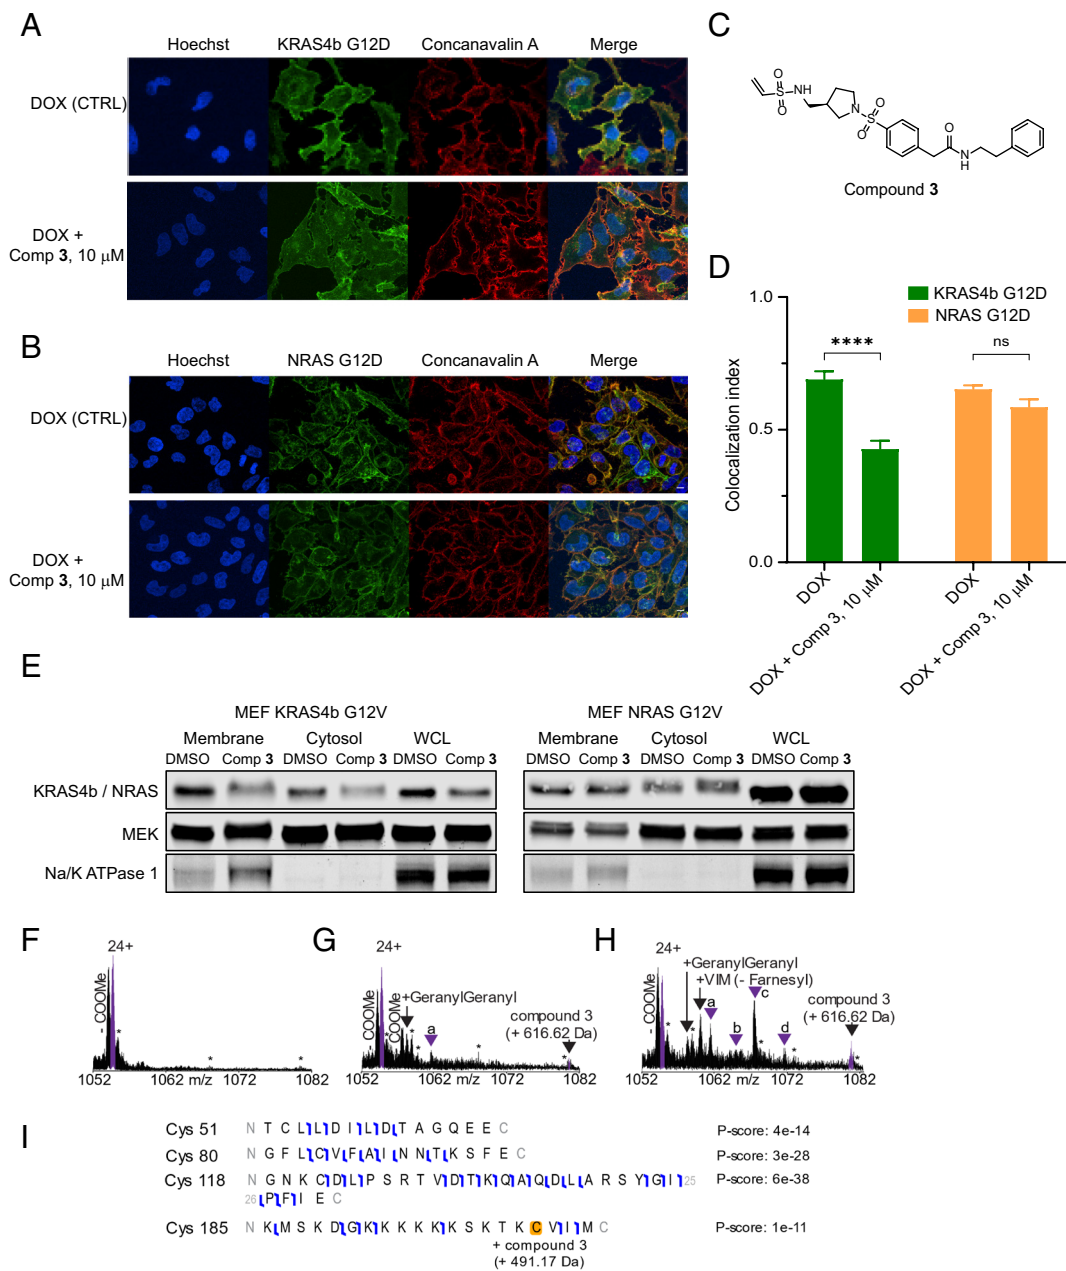 A
Hoechst KRAS4b G12D Concanavalin A Merge
DOX (CTRL)
DOX +
Comp 3, 10 µM
B
Hoechst NRAS G12D Concanavalin A Merge
DOX (CTRL)
DOX +
Comp 3, 10 µM
C
O
S
O
NH
N
S
O
O
O
N
H
Compound 3
D
KRAS4b G12D
NRAS G12D
Colocalization index
1.0
0.5
0.0
**** ns
DOX
DOX + Comp 3, 10 µM
DOX
DOX + Comp 3, 10 µM
E
MEF KRAS4b G12V MEF NRAS G12V
Membrane Cytosol WCL Membrane Cytosol WCL
DMSO Comp 3 DMSO Comp 3 DMSO Comp 3 DMSO Comp 3 DMSO Comp 3 DMSO Comp 3
KRAS4b / NRAS
MEK
Na/K ATPase 1
F
24+
- COOMe
* * *
1052 1062 m/z 1072 1082
G
- COOMe
COOMe
+GeranylGeranyl
a
compound 3
(+ 616.62 Da)
* * * * *
1052 1062 m/z 1072 1082
H
24+
- COOMe
+GeranylGeranyl
+VIM (- Farnesyl)
a
b
c
d
compound 3
(+ 616.62 Da)
* * * * *
1052 1062 m/z 1072 1082
I
Cys 51 N T C L L D I L D T A G Q E E C P-score: 4e-14
Cys 80 N G F L C V F A I N N T K S F E C P-score: 3e-28
Cys 118 N G N K C D L P S R T V D T K Q A Q D L A R S Y G I 25 P-score: 6e-38
26 P F I E C
Cys 185 N K M S K D G K K K K K K S K T K C V I M C P-score: 1e-11
+ compound 3
(+ 491.17 Da)